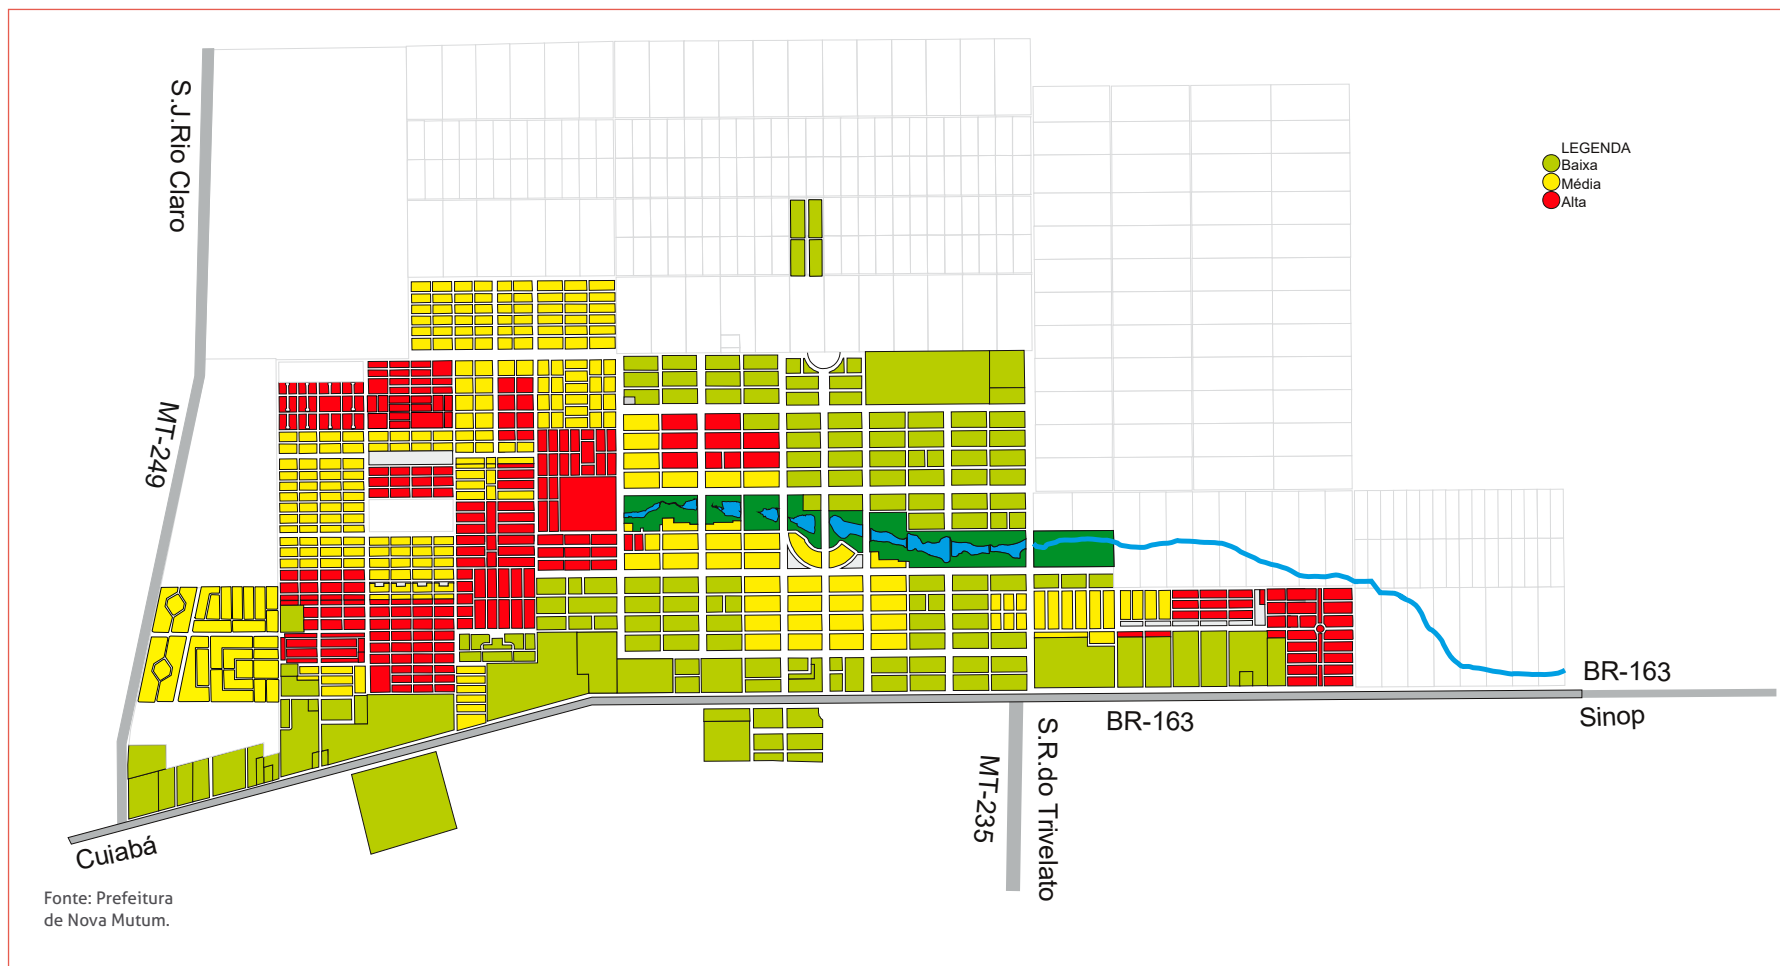 S.J.Rio Claro
MT-249
LEGENDA
Baixa
Média
Alta
BR-163
Sinop
BR-163
S.R.do Trivelato
MT-235
Cuiabá
Fonte: Prefeitura
de Nova Mutum.